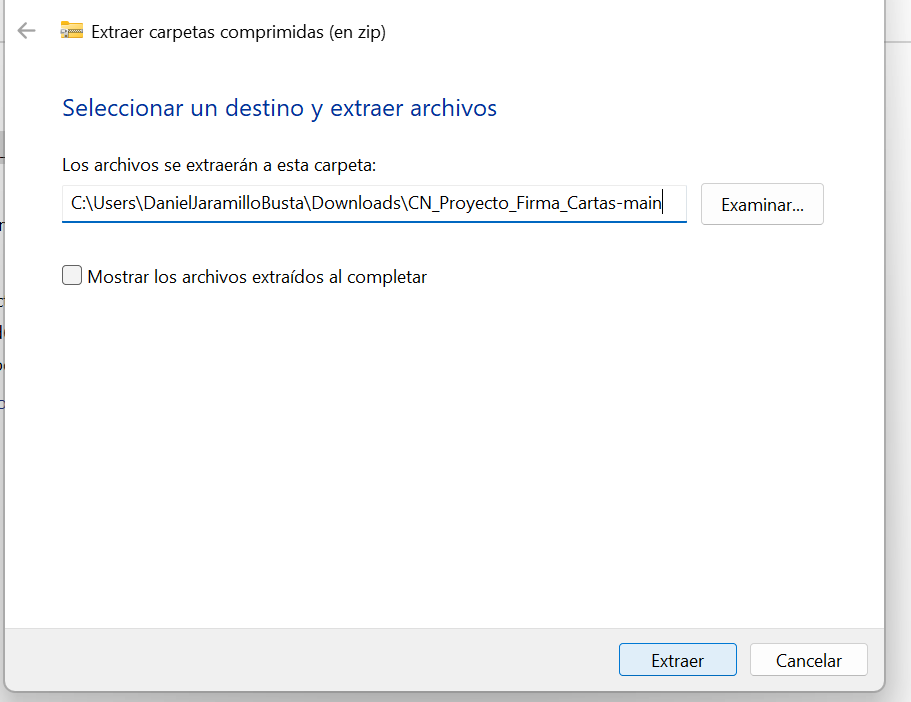 Extraer carpetas comprimidas (en zip)
Seleccionar un destino y extraer archivos
Los archivos se extraerán a esta carpeta:
C:\Users\DanielJaramilloBusta\Downloads\CN_Proyecto_Firma_Cartas-main
Examinar...
Mostrar los archivos extraídos al completar
Extraer
Cancelar